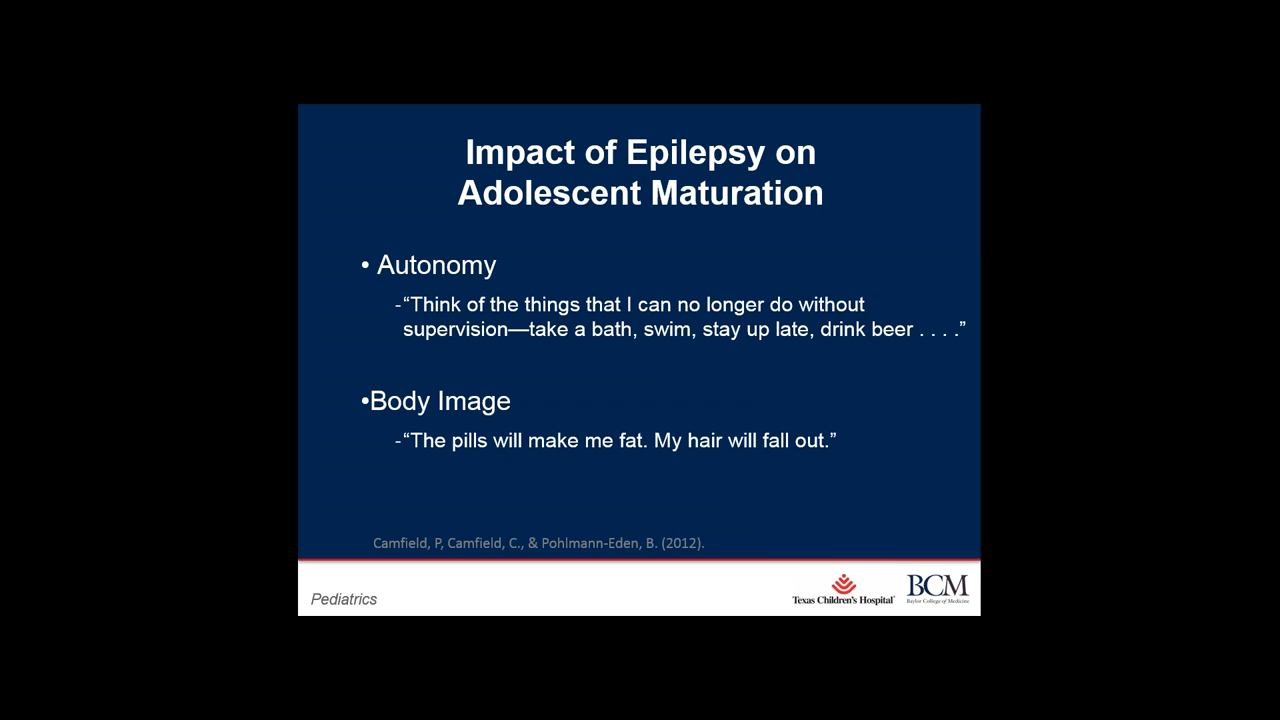 Impact of Epilepsy on
Adolescent Maturation
• Autonomy
-“Think of the things that I can no longer do without
supervision—take a bath, swim, stay up late, drink beer . . . .”
•Body Image
-“The pills will make me fat. My hair will fall out.”
Camfield, P, Camfield, C., & Pohlmann-Eden, B. (2012).
Pediatrics
Texas Children's Hospital
BCM
Baylor College of Medicine